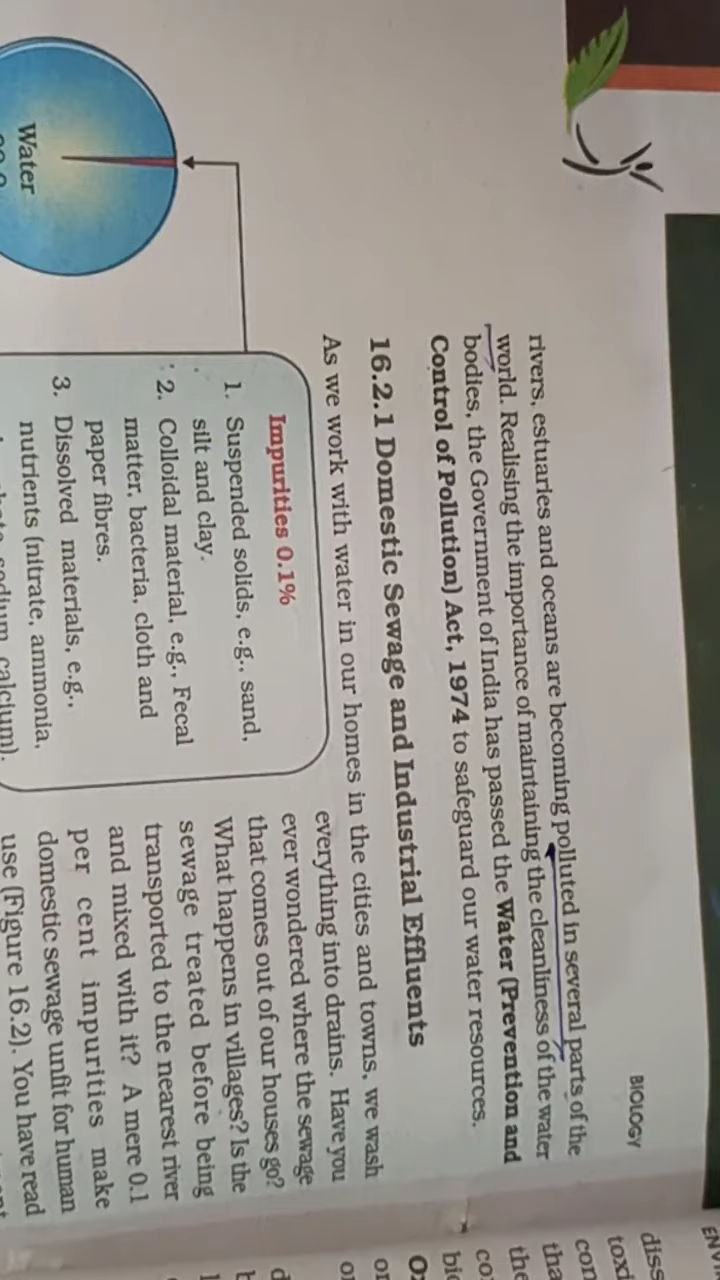 BIOLOGY
rivers, estuaries and oceans are becoming polluted in several parts of the
world. Realising the importance of maintaining the cleanliness of the water
bodies, the Government of India has passed the Water (Prevention and
Control of Pollution) Act, 1974 to safeguard our water resources.
16.2.1 Domestic Sewage and Industrial Effluents
As we work with water in our homes in the cities and towns, we wash
everything into drains. Have you
ever wondered where the sewage
that comes out of our houses go?
What happens in villages? Is the
sewage treated before being
transported to the nearest river
and mixed with it? A mere 0.1
per cent impurities make
domestic sewage unfit for human
use (Figure 16.2). You have read
Impurities 0.1%
1. Suspended solids, e.g., sand,
silt and clay.
2. Colloidal material, e.g., Fecal
matter, bacteria, cloth and
paper fibres.
3. Dissolved materials, e.g.,
nutrients (nitrate, ammonia,
sodium, calcium).
Water
diss
toxi
con
tha
the
co
bio